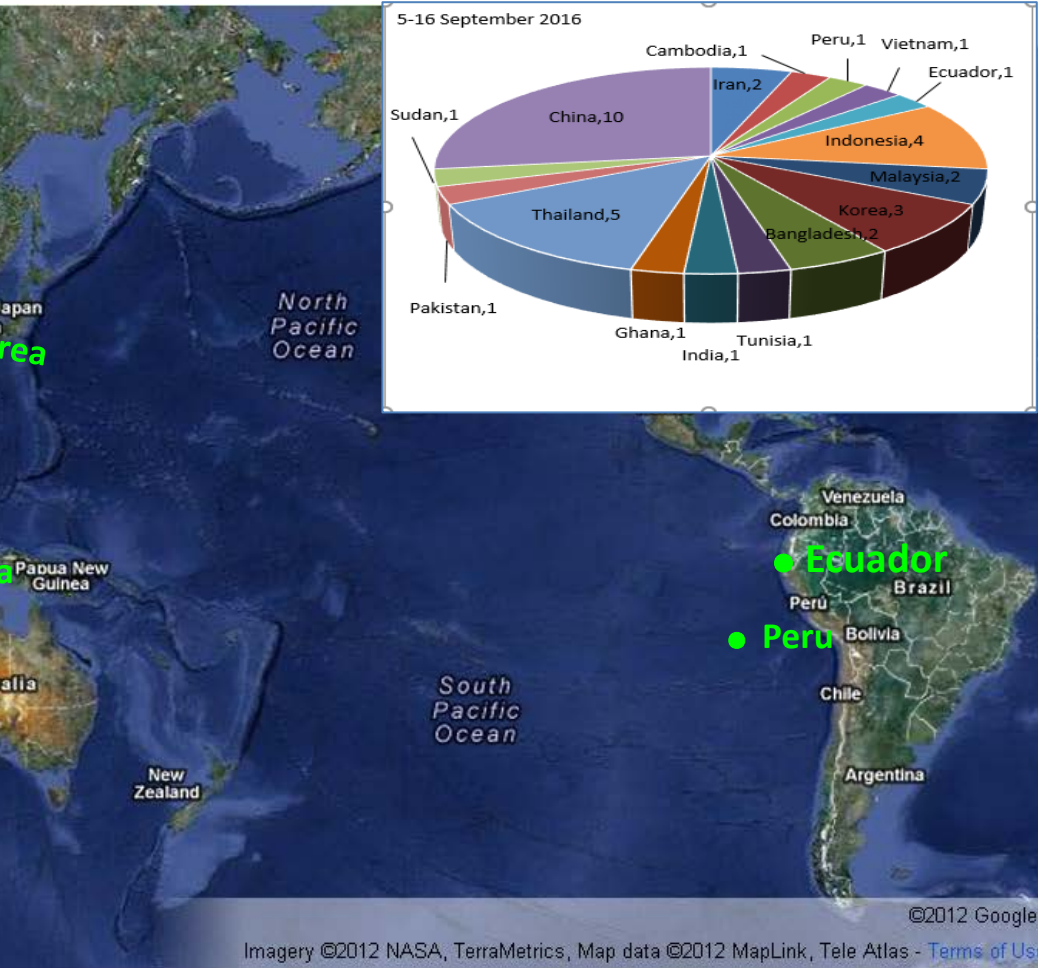 5-16 September 2016
Cambodia,1
Peru,1
Vietnam,1
Ecuador,1
Iran,2
Sudan,1
China,10
Indonesia,4
Malaysia,2
Thailand,5
Korea,3
Bangladesh,2
Pakistan,1
Ghana,1
Tunisia,1
India,1
North
Pacific
Ocean
apan
rea
Venezuela
Colombia
Ecuador
Papua New
Guinea
a
Brazil
Perú
Peru
Bolivia
alia
South
Pacific
Ocean
Chile
New
Zealand
Argentina
©2012 Google
Imagery ©2012 NASA, TerraMetrics, Map data ©2012 MapLink, Tele Atlas - Terms of Us